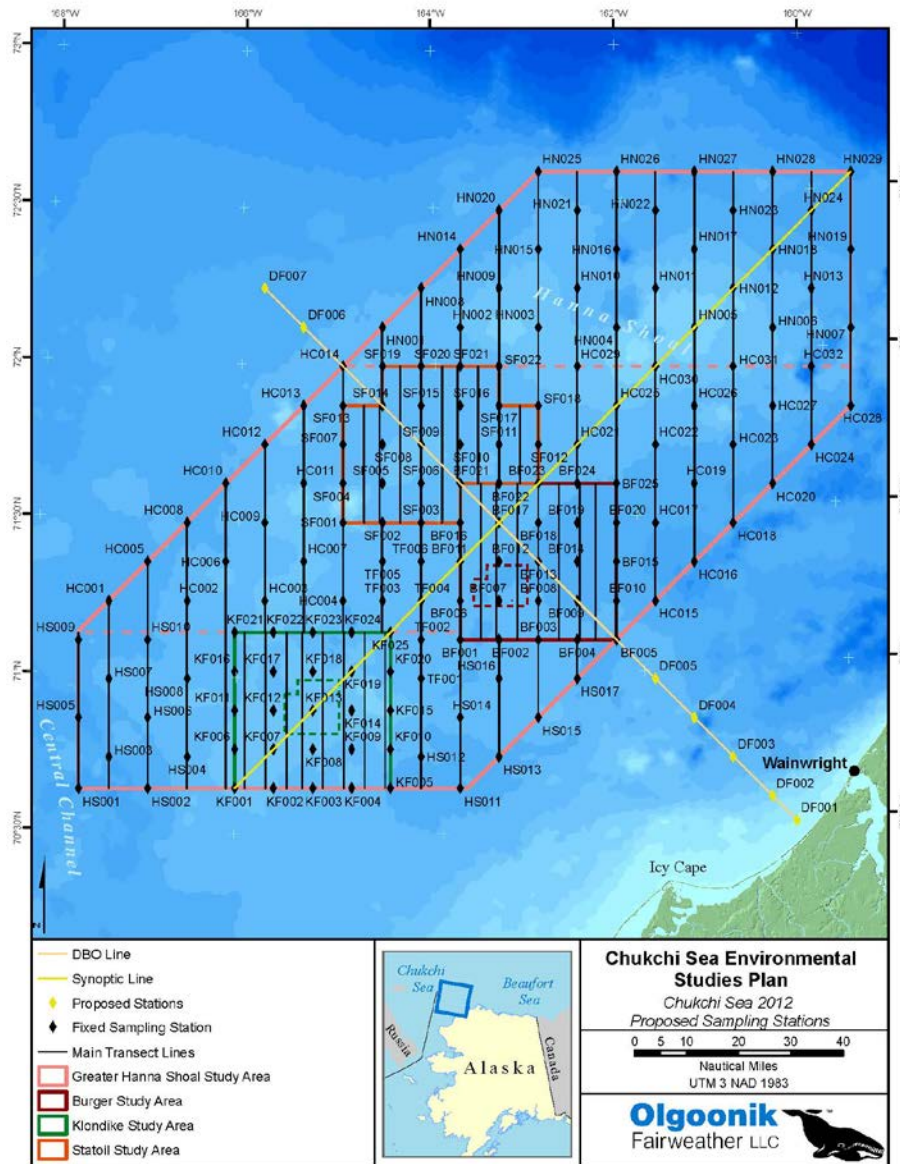 168°W 166°W 164°W 162°W 160°W
73°N
HN025 HN026 HN027 HN028 HN029
72°30'N
HN020 HN021 HN022 HN023 HN024
HN014 HN015 HN016 HN017 HN018 HN019
DF007 HN008 HN009 HN010 HN011 HN012 HN013
Hanna Shoal
DF006 HN001 HN002 HN003 HN004 HN005 HN006 HN007
72°N
HC014 SF019 SF020 SF021 SF022 HC029 HC030 HC031 HC032
HC013 SF013 SF014 SF015 SF016 SF017 SF018 HC025 HC026 HC027 HC028
HC012 SF007 SF008 SF009 SF010 SF011 SF012 HC021 HC022 HC023 HC024
HC010 HC011 SF004 SF005 SF006 BF021 BF022 BF023 BF024 BF025 HC019 HC020
71°30'N
HC008 HC009 SF001 SF002 SF003 BF016 BF017 BF018 BF019 BF020 HC017 HC018
HC005 HC006 HC007 TF005 TF006 BF011 BF012 BF013 BF014 BF015 HC016
HC001 HC002 HC003 HC004 TF003 TF004 BF006 BF007 BF008 BF009 BF010 HC015
HS009 HS010 KF021 KF022 KF023 KF024 KF025 TF002 BF001 BF002 BF003 BF004 BF005
71°N
HS007 HS008 KF016 KF017 KF018 KF019 KF020 TF001 HS016 HS017 DF005
HS005 HS006 KF011 KF012 KF013 KF014 KF015 HS014 HS015 DF004
HS003 HS004 KF006 KF007 KF008 KF009 KF010 HS012 HS013 DF003
Wainwright
HS001 HS002 KF001 KF002 KF003 KF004 KF005 HS011 DF002
70°30'N
DF001
Central Channel
Icy Cape
N
DBO Line
Synoptic Line
Proposed Stations
Fixed Sampling Station
Main Transect Lines
Greater Hanna Shoal Study Area
Burger Study Area
Klondike Study Area
Statoil Study Area
Chukchi
Sea
Beaufort
Sea
Russia
Alaska
Canada
Chukchi Sea Environmental
Studies Plan
Chukchi Sea 2012
Proposed Sampling Stations
0 5 10 20 30 40
Nautical Miles
UTM 3 NAD 1983
Olgoonik
Fairweather LLC